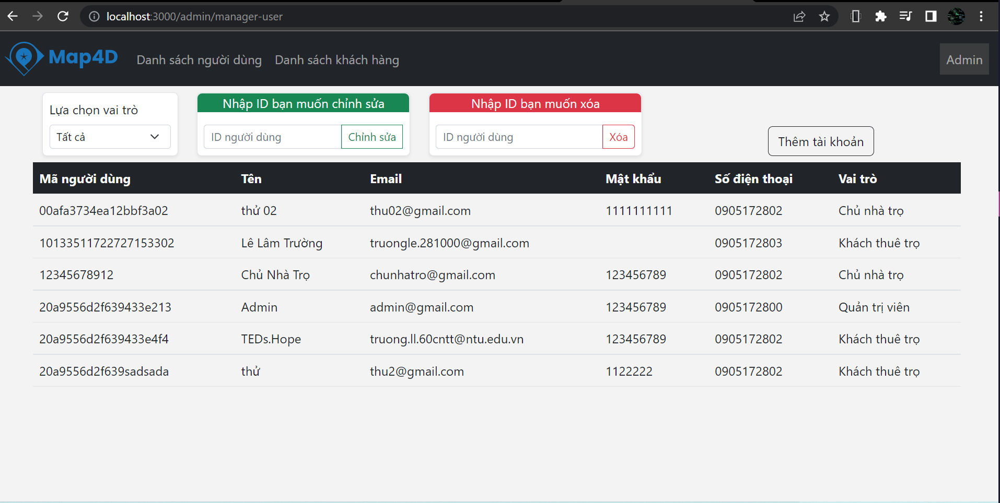 localhost:3000/admin/manager-user
Map4D Danh sách người dùng Danh sách khách hàng Admin
Lựa chọn vai trò
Tất cả
Nhập ID bạn muốn chỉnh sửa
ID người dùng Chỉnh sửa
Nhập ID bạn muốn xóa
ID người dùng Xóa
Thêm tài khoản
Mã người dùng Tên Email Mật khẩu Số điện thoại Vai trò
00afa3734ea12bbf3a02 thử 02 thu02@gmail.com 1111111111 0905172802 Chủ nhà trọ
10133511722727153302 Lê Lâm Trường truongle.281000@gmail.com 0905172803 Khách thuê trọ
12345678912 Chủ Nhà Trọ chunhatro@gmail.com 123456789 0905172802 Chủ nhà trọ
20a9556d2f639433e213 Admin admin@gmail.com 123456789 0905172800 Quản trị viên
20a9556d2f639433e4f4 TEDs.Hope truong.ll.60cntt@ntu.edu.vn 123456789 0905172802 Khách thuê trọ
20a9556d2f639sadsada thử thu2@gmail.com 1122222 0905172802 Khách thuê trọ